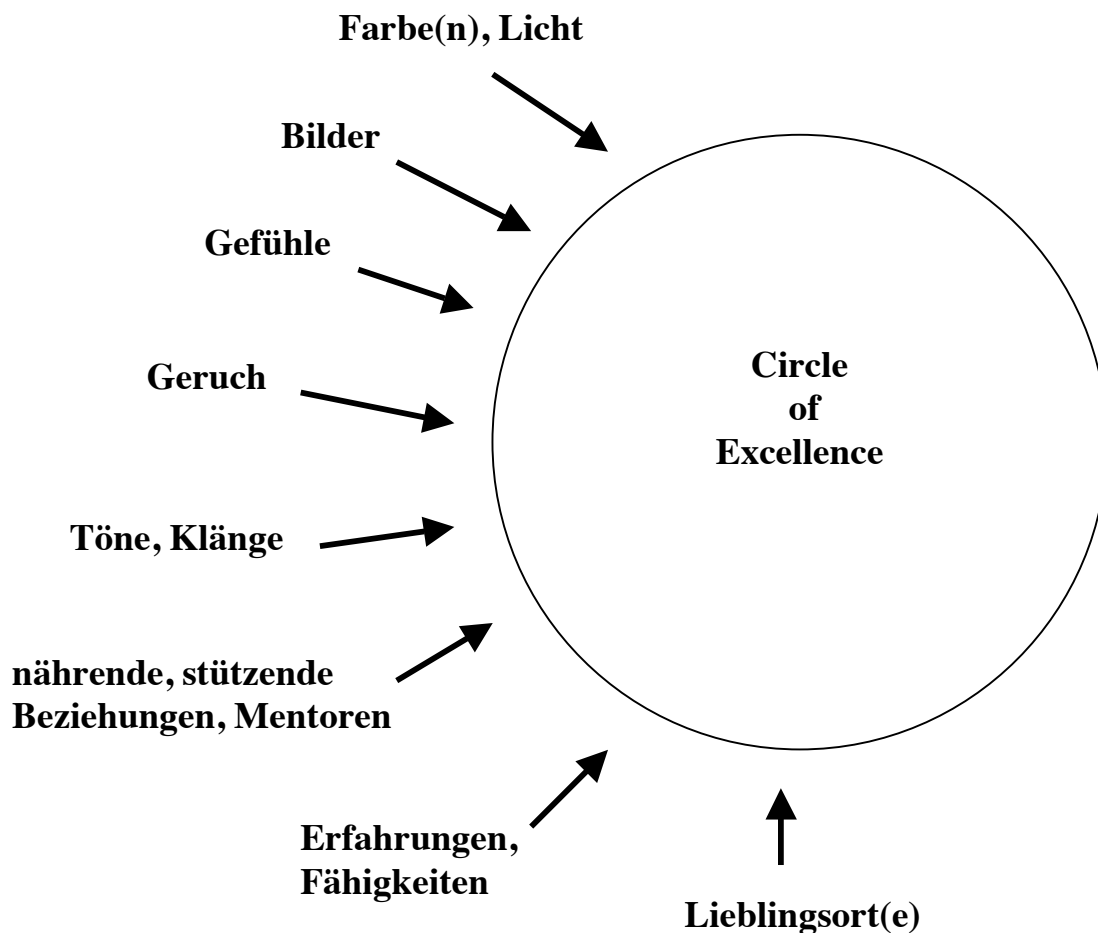 Farbe(n), Licht
Bilder
Gefühle
Geruch
Circle
of
Excellence
Töne, Klänge
nährende, stützende
Beziehungen, Mentoren
Erfahrungen,
Fähigkeiten
Lieblingsort(e)